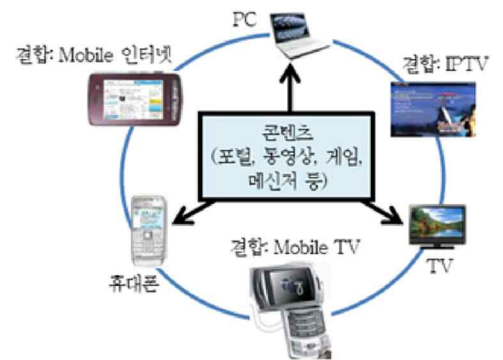 PC
결합: Mobile 인터넷
결합: IPTV
콘텐츠
(포털, 동영상, 게임,
메신저 등)
결합: Mobile TV
TV
휴대폰